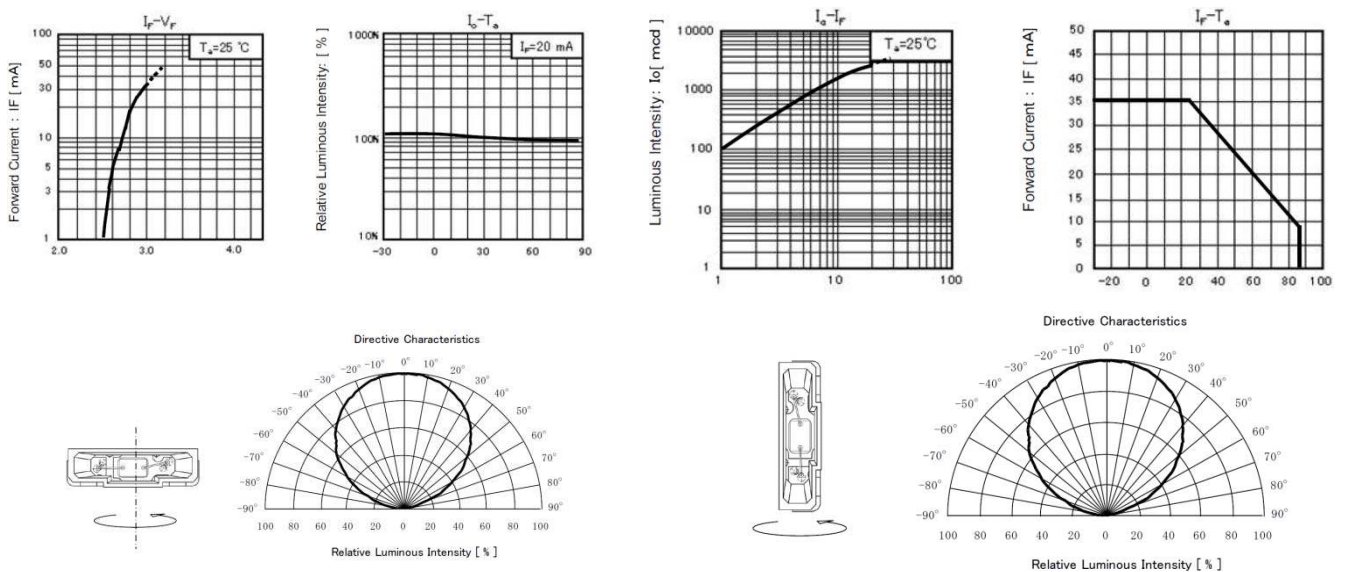 IF-VF
Forward Current : IF [ mA]
100
50
30
10
5
3
1
2.0 3.0 4.0
Ta=25 ℃
Io-Ta
Relative Luminous Intensity: [ % ]
1000%
100%
10%
-30 0 30 60 90
IF=20 mA
Io-IF
Luminous Intensity: Io[ mcd
10000
1000
100
10
1
1 10 100
Ta=25℃
IF-Ta
Forward Current : IF [ mA]
50
45
40
35
30
25
20
15
10
5
0
-20 0 20 40 60 80 100
Directive Characteristics
-90° -80° -70° -60° -50° -40° -30° -20° -10° 0° 10° 20° 30° 40° 50° 60° 70° 80° 90°
100 80 60 40 20 0 20 40 60 80 100
Relative Luminous Intensity [ % ]
Directive Characteristics
-90° -80° -70° -60° -50° -40° -30° -20° -10° 0° 10° 20° 30° 40° 50° 60° 70° 80° 90°
100 80 60 40 20 0 20 40 60 80 100
Relative Luminous Intensity [ % ]